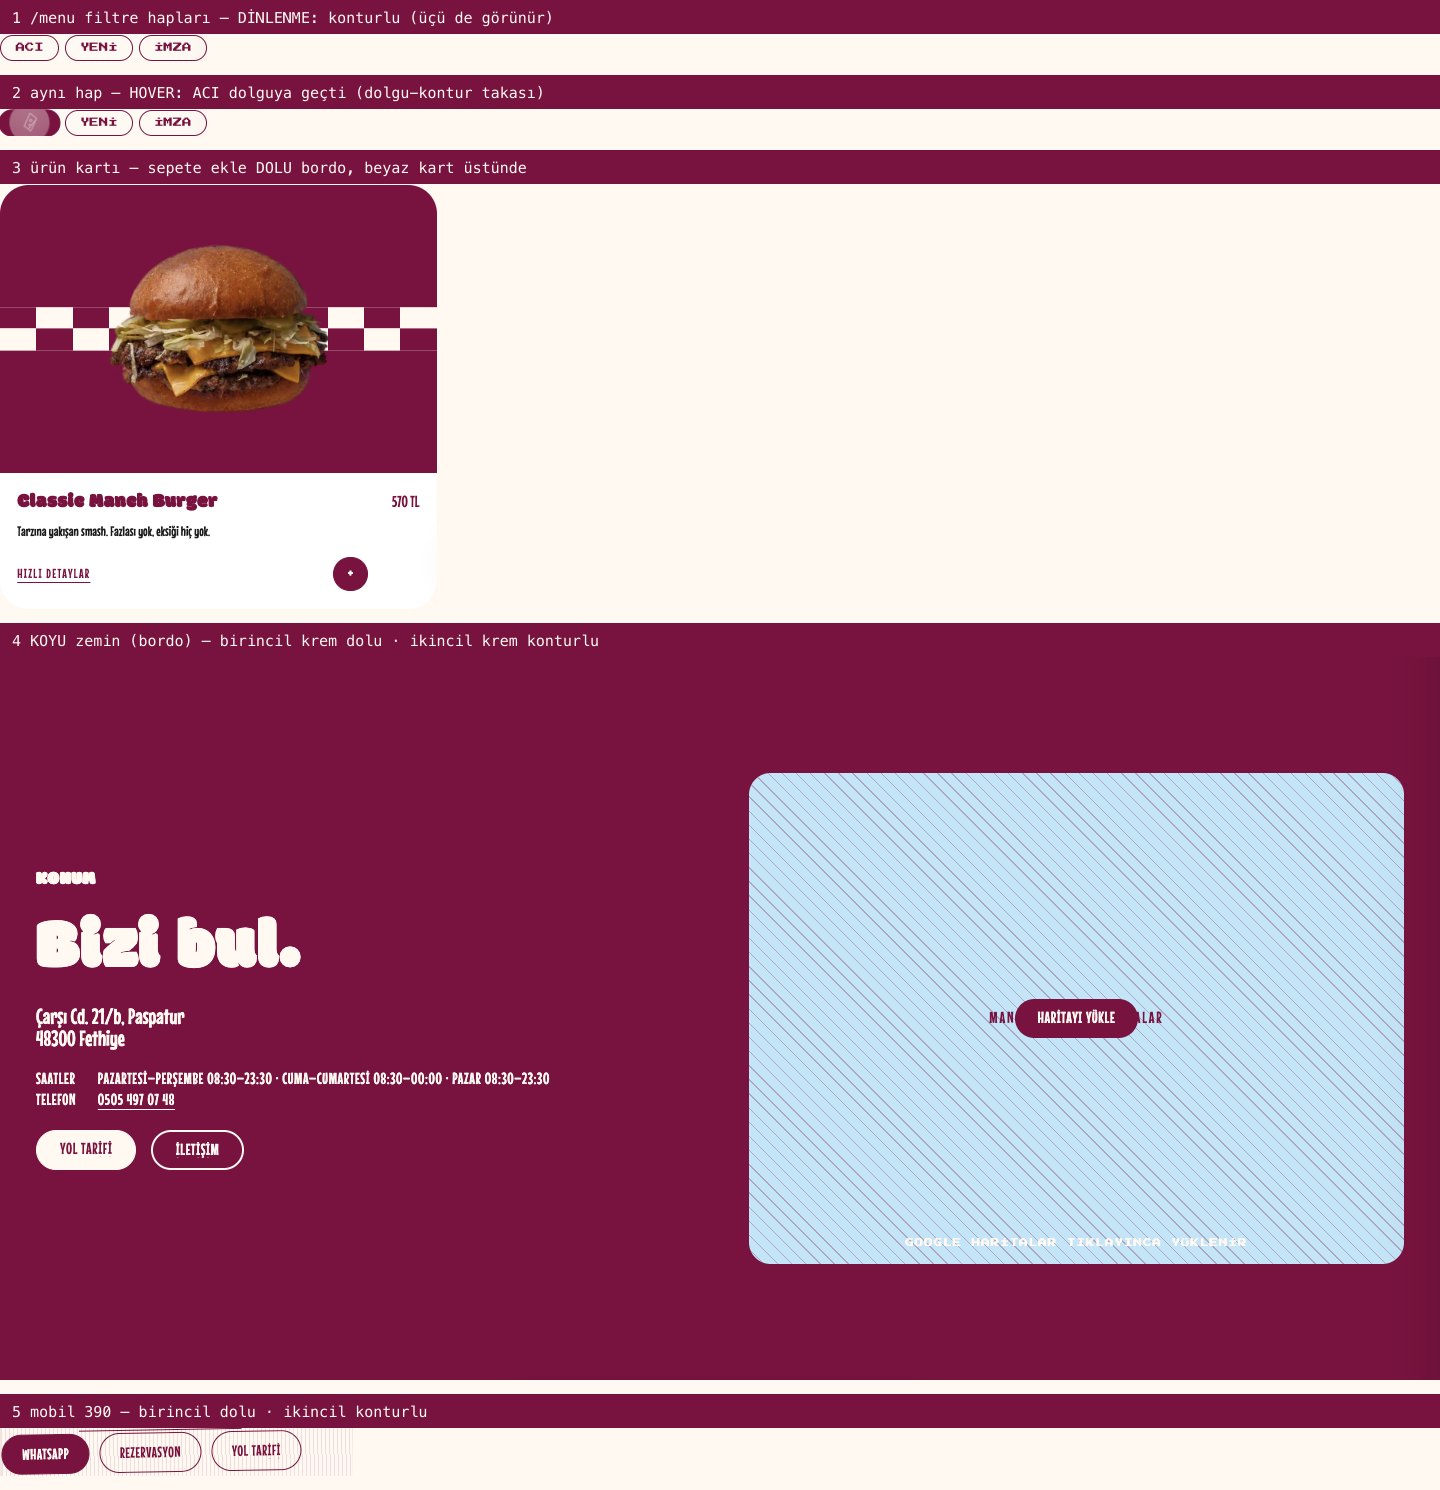 1 /menu filtre hapları — DİNLENME: konturlu (üçü de görünür)
ACI YENİ İMZA
2 aynı hap — HOVER: ACI dolguya geçti (dolgu-kontur takası)
YENİ İMZA
3 ürün kartı — sepete ekle DOLU bordo, beyaz kart üstünde
Classic Manch Burger 570 TL
Tarzına yakışan smash. Fazlası yok, eksiği hiç yok.
HIZLI DETAYLAR +
4 KOYU zemin (bordo) — birincil krem dolu · ikincil krem konturlu
KONUM
Bizi bul.
Çarşı Cd. 21/b, Paspatur
48300 Fethiye
SAATLER PAZARTESİ–PERŞEMBE 08:30–23:30 · CUMA–CUMARTESİ 08:30–00:00 · PAZAR 08:30–23:30
TELEFON 0505 497 07 48
YOL TARİFİ İLETİŞİM
MAN HARİTAYI YÜKLE ALAR
GOOGLE HARİTALAR TIKLAYINCA YÜKLENİR
5 mobil 390 — birincil dolu · ikincil konturlu
WHATSAPP REZERVASYON YOL TARİFİ